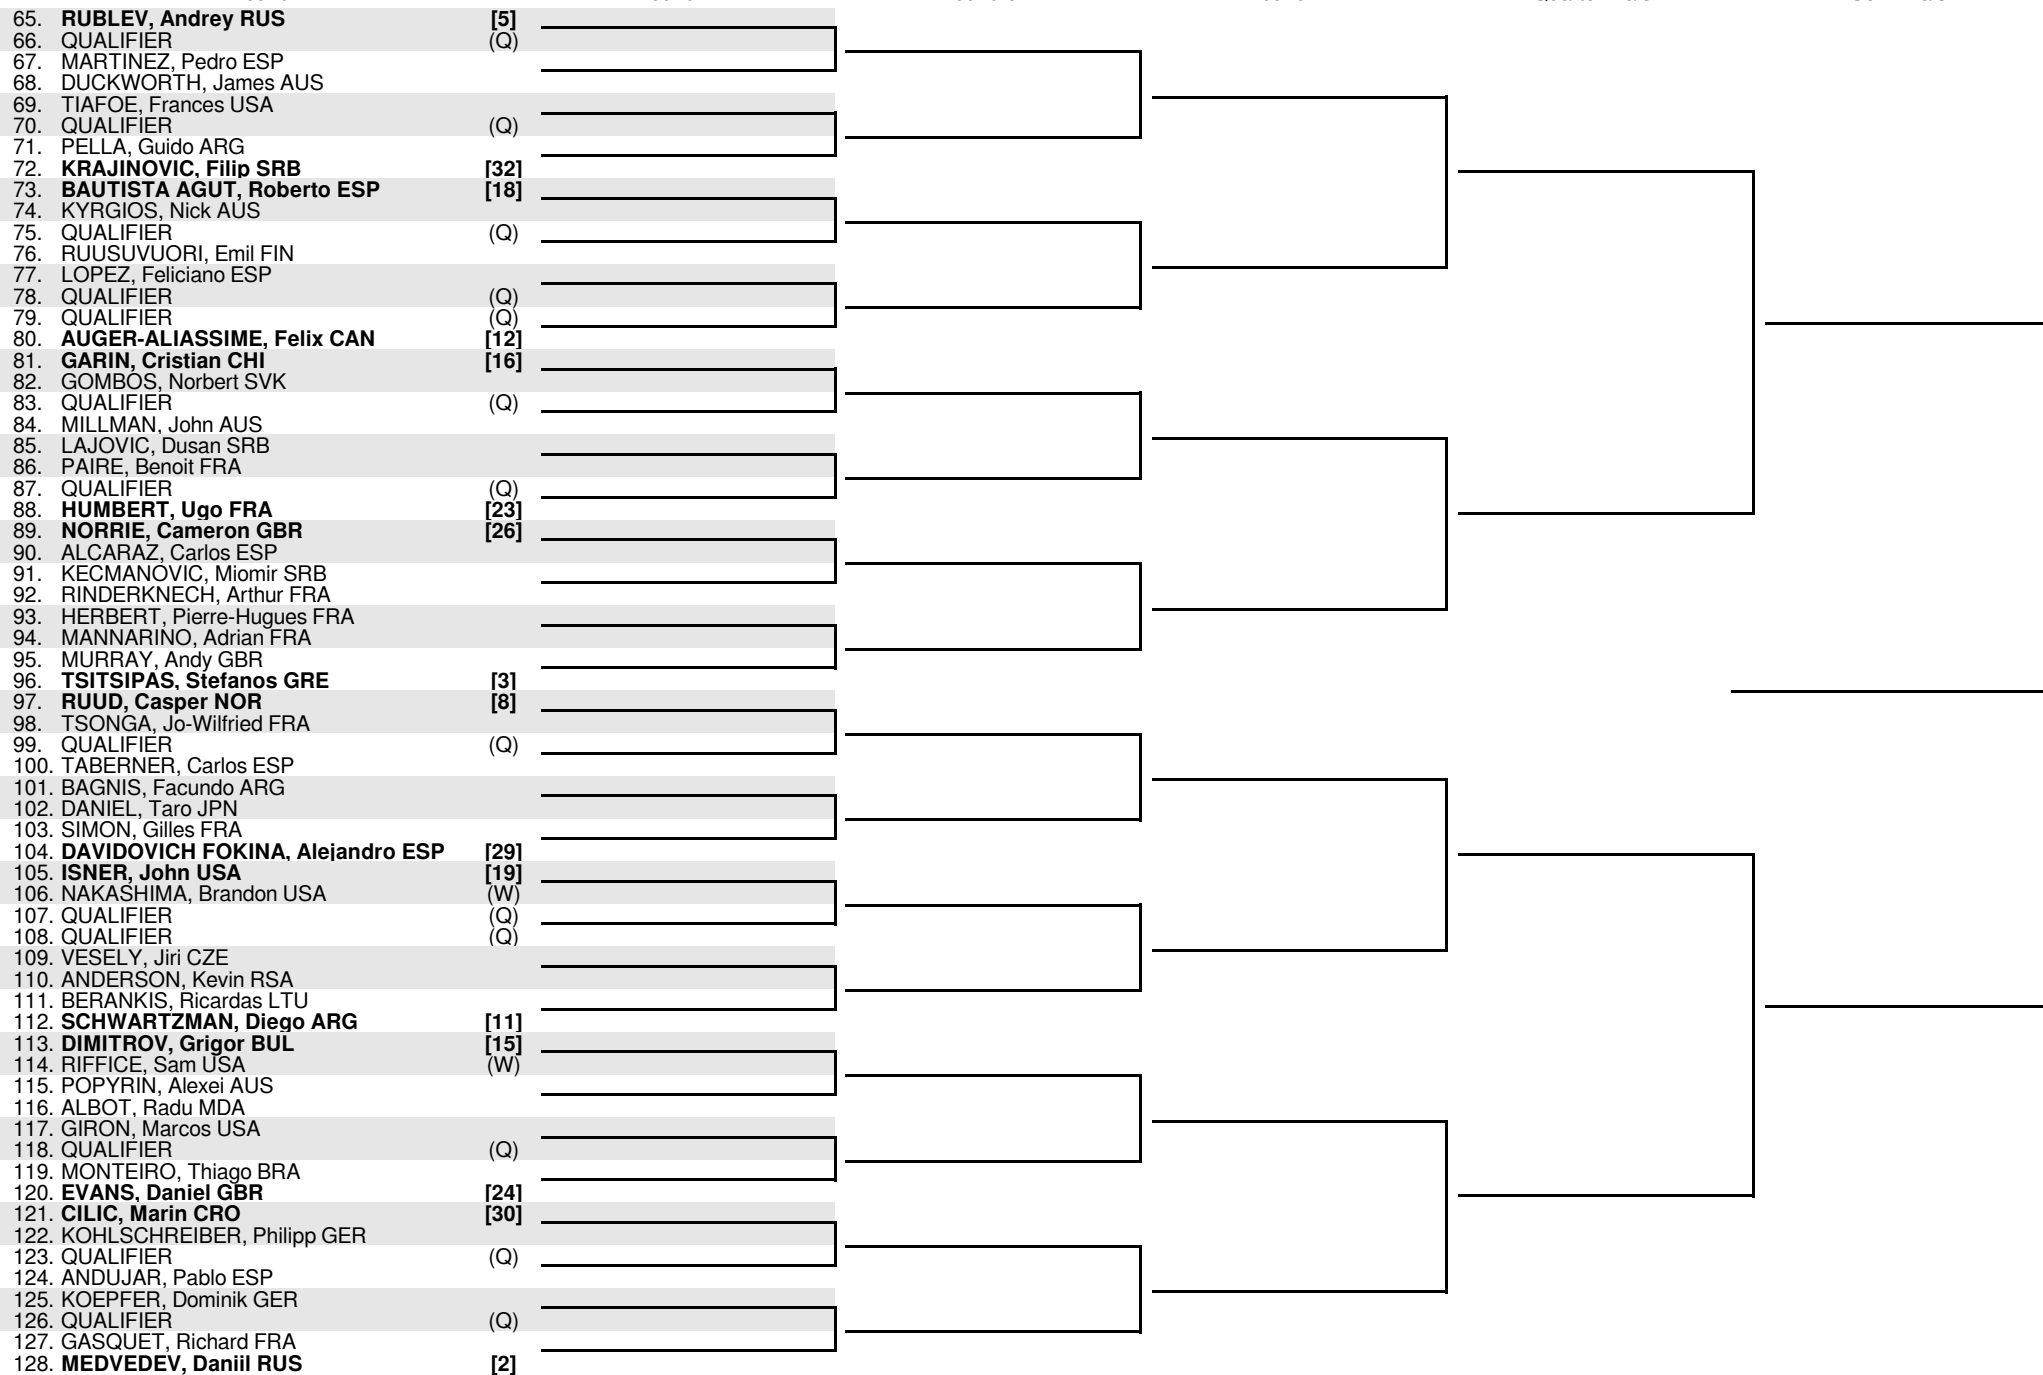 65. RUBLEV, Andrey RUS [5]
66. QUALIFIER (Q)
67. MARTINEZ, Pedro ESP
68. DUCKWORTH, James AUS
69. TIAFOE, Frances USA
70. QUALIFIER (Q)
71. PELLA, Guido ARG
72. KRAJINOVIC, Filip SRB [32]
73. BAUTISTA AGUT, Roberto ESP [18]
74. KYRGIOS, Nick AUS
75. QUALIFIER (Q)
76. RUUSUVUORI, Emil FIN
77. LOPEZ, Feliciano ESP
78. QUALIFIER (Q)
79. QUALIFIER (Q)
80. AUGER-ALIASSIME, Felix CAN [12]
81. GARIN, Cristian CHI [16]
82. GOMBOS, Norbert SVK
83. QUALIFIER (Q)
84. MILLMAN, John AUS
85. LAJOVIC, Dusan SRB
86. PAIRE, Benoit FRA
87. QUALIFIER (Q)
88. HUMBERT, Ugo FRA [23]
89. NORRIE, Cameron GBR [26]
90. ALCARAZ, Carlos ESP
91. KECMANOVIC, Miomir SRB
92. RINDERKNECH, Arthur FRA
93. HERBERT, Pierre-Hugues FRA
94. MANNARINO, Adrian FRA
95. MURRAY, Andy GBR
96. TSITSIPAS, Stefanos GRE [3]
97. RUUD, Casper NOR [8]
98. TSONGA, Jo-Wilfried FRA
99. QUALIFIER (Q)
100. TABERNER, Carlos ESP
101. BAGNIS, Facundo ARG
102. DANIEL, Taro JPN
103. SIMON, Gilles FRA
104. DAVIDOVICH FOKINA, Alejandro ESP [29]
105. ISNER, John USA [19]
106. NAKASHIMA, Brandon USA (W)
107. QUALIFIER (Q)
108. QUALIFIER (Q)
109. VESELY, Jiri CZE
110. ANDERSON, Kevin RSA
111. BERANKIS, Ricardas LTU
112. SCHWARTZMAN, Diego ARG [11]
113. DIMITROV, Grigor BUL [15]
114. RIFFICE, Sam USA (W)
115. POPYRIN, Alexei AUS
116. ALBOT, Radu MDA
117. GIRON, Marcos USA
118. QUALIFIER (Q)
119. MONTEIRO, Thiago BRA
120. EVANS, Daniel GBR [24]
121. CILIC, Marin CRO [30]
122. KOHLSCHREIBER, Philipp GER
123. QUALIFIER (Q)
124. ANDUJAR, Pablo ESP
125. KOEPFER, Dominik GER
126. QUALIFIER (Q)
127. GASQUET, Richard FRA
128. MEDVEDEV, Daniil RUS [2]